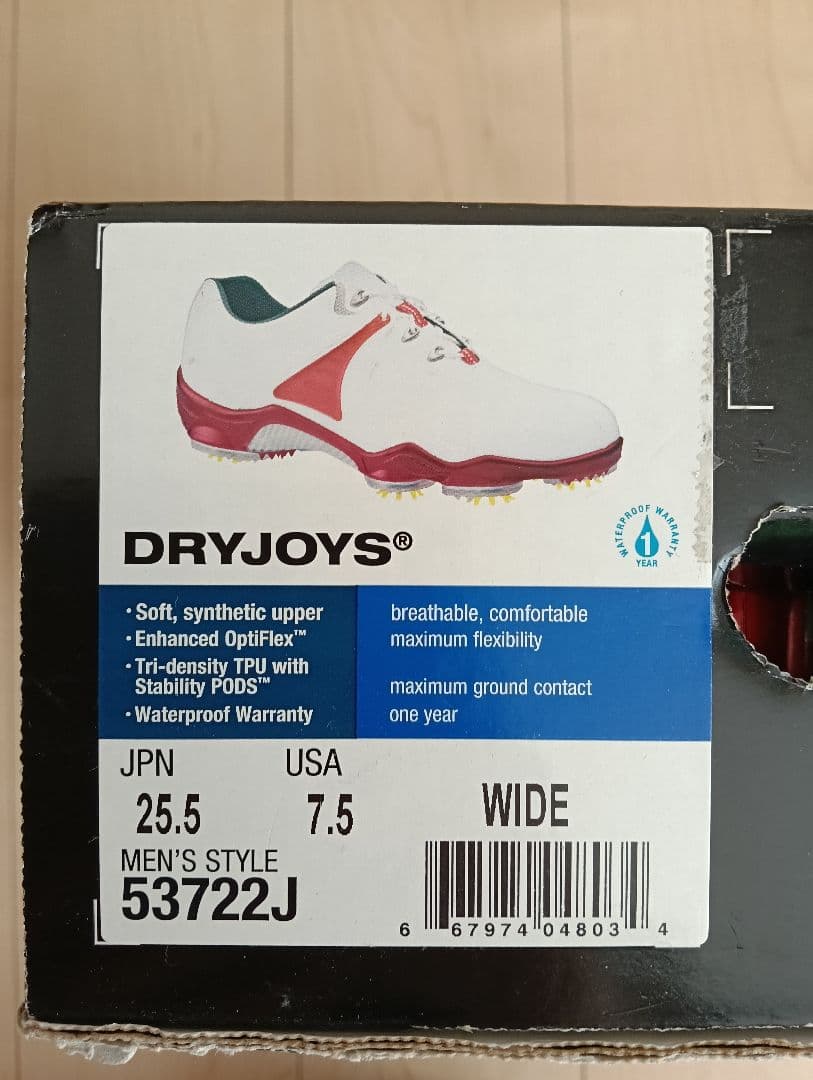 DRYJOYS®
WATERPROOF WARRANTY
1
YEAR
• Soft, synthetic upper breathable, comfortable
• Enhanced OptiFlex™ maximum flexibility
• Tri-density TPU with
Stability PODS™ maximum ground contact
• Waterproof Warranty one year
JPN USA
25.5 7.5 WIDE
MEN'S STYLE
53722J
6 67974 04803 4